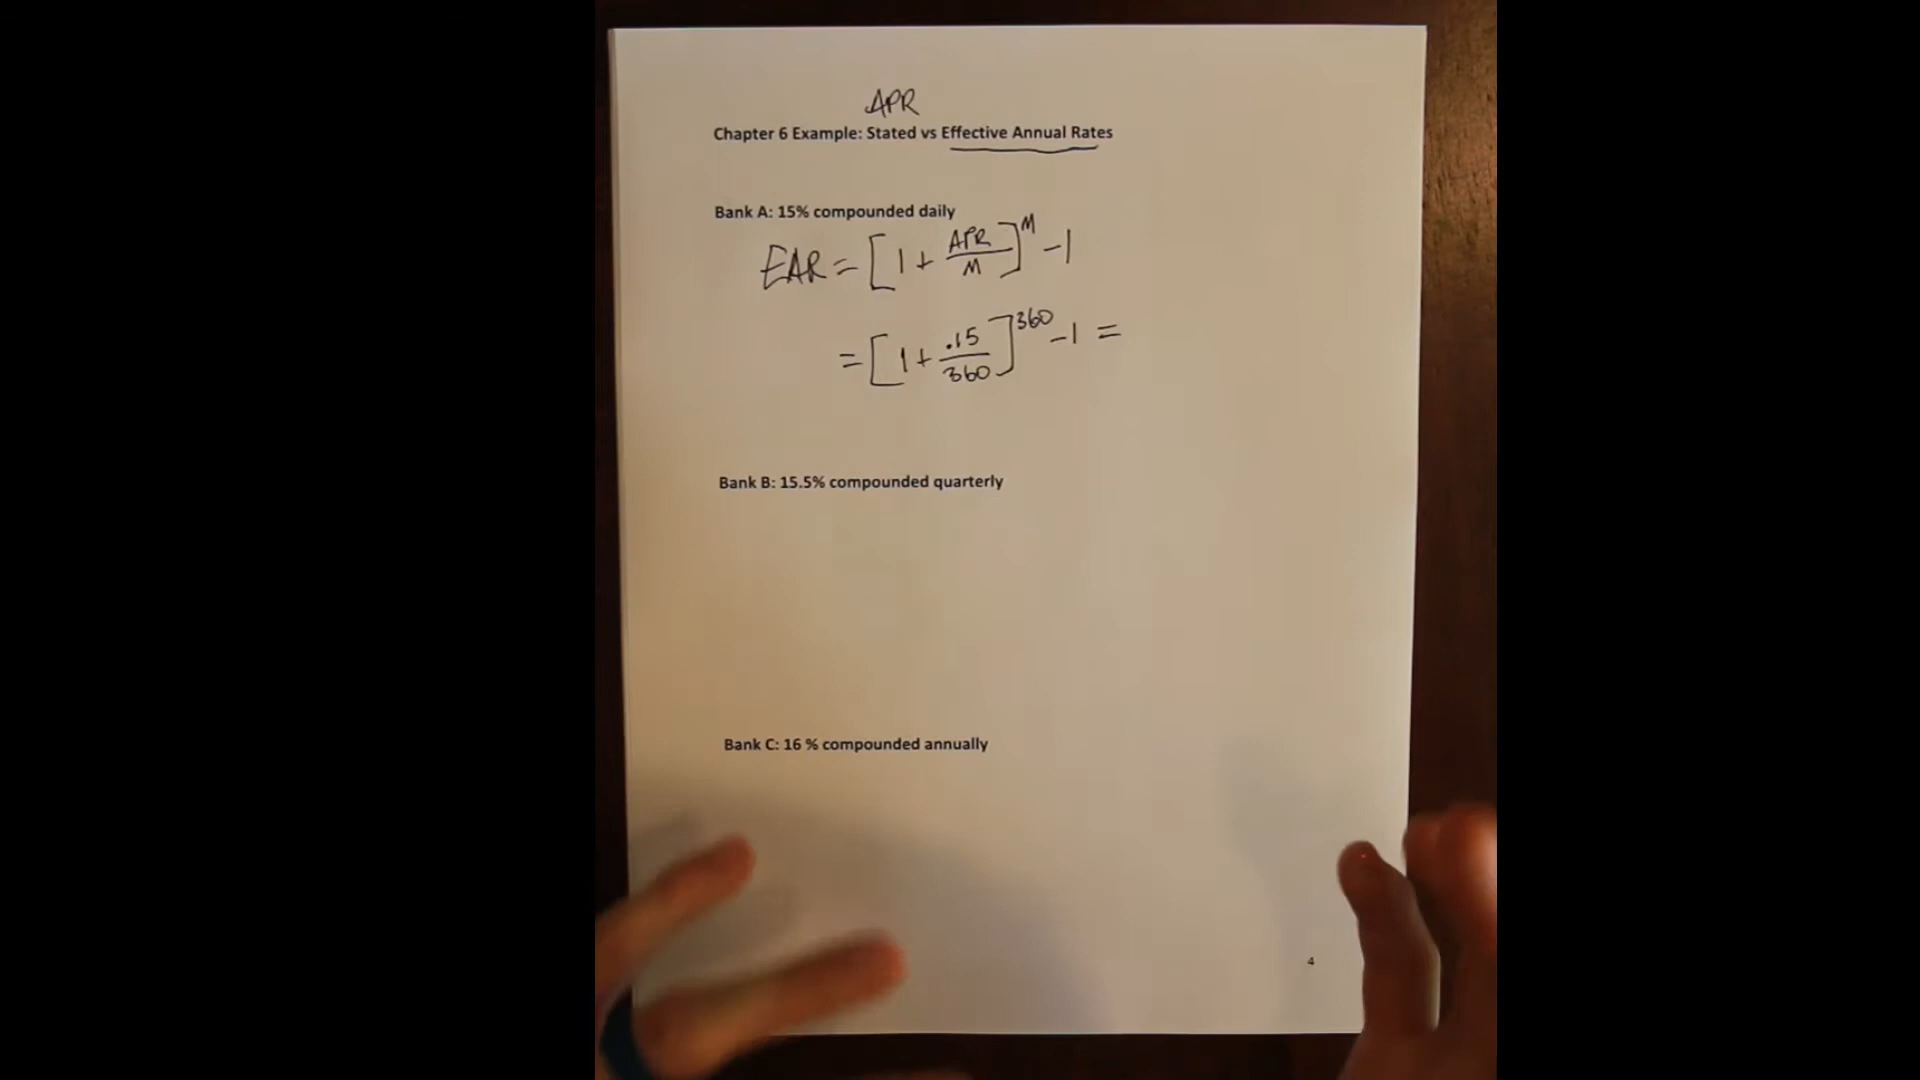 APR
Chapter 6 Example: Stated vs Effective Annual Rates
Bank A: 15% compounded daily
EAR = [1 + APR/M]^M - 1
= [1 + .15/360]^360 - 1 =
Bank B: 15.5% compounded quarterly
Bank C: 16 % compounded annually
4